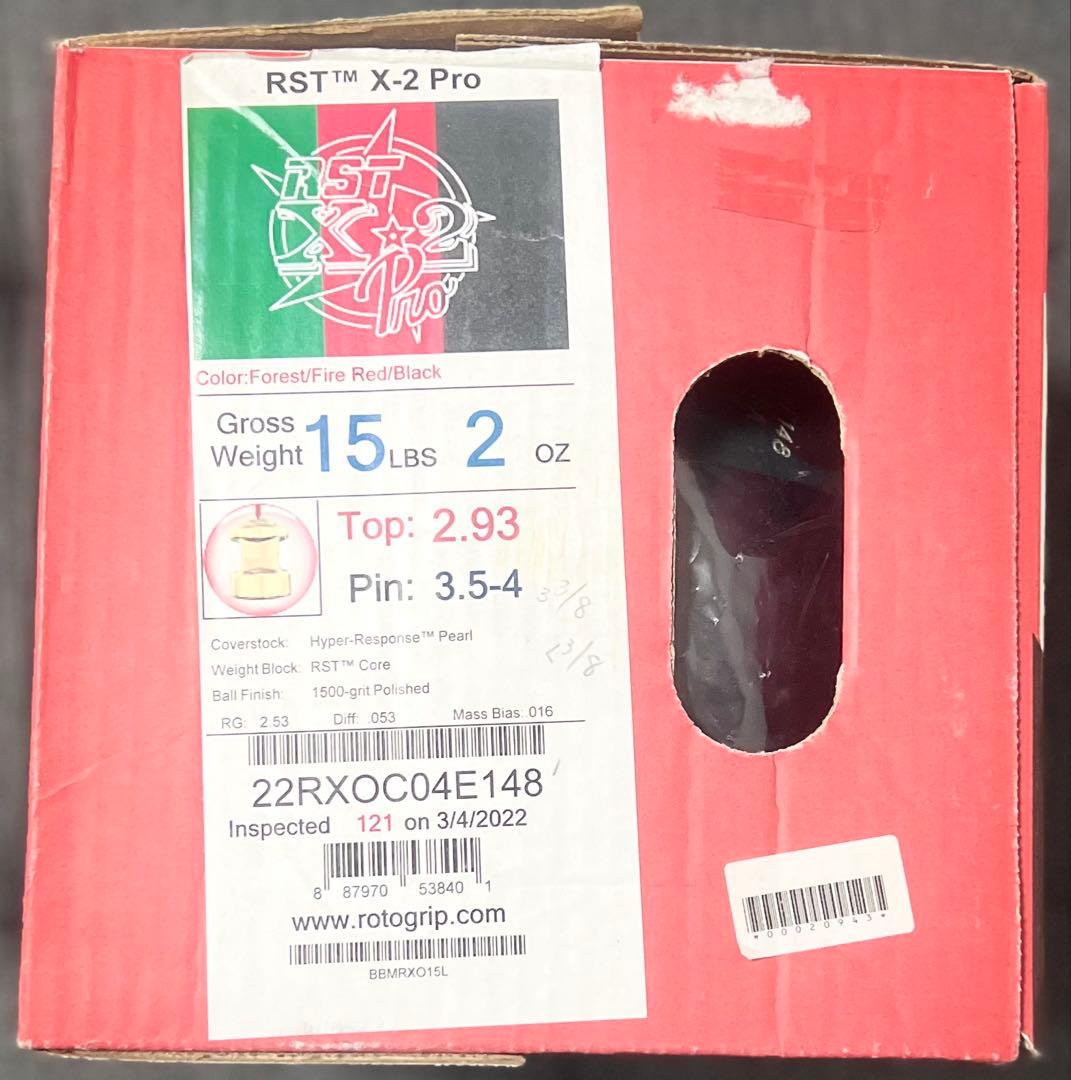 RST™ X-2 Pro
RST
X★2
Pro
Color:Forest/Fire Red/Black
Gross Weight 15 LBS 2 OZ
Top: 2.93
Pin: 3.5-4
3 3/8
2 3/8
Coverstock: Hyper-Response™ Pearl
Weight Block: RST™ Core
Ball Finish: 1500-grit Polished
RG: 2.53 Diff: .053 Mass Bias: .016
22RXOC04E148
Inspected 121 on 3/4/2022
8 87970 53840 1
www.rotogrip.com
BBMRXO15L
148
*00020943*